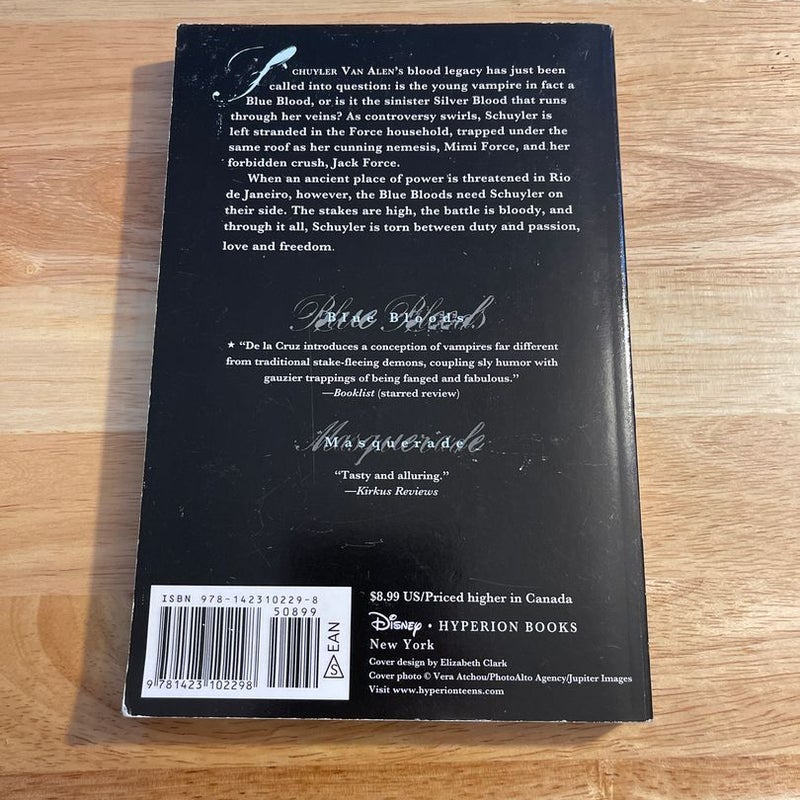 SCHUYLER VAN ALEN'S blood legacy has just been
called into question: is the young vampire in fact a
Blue Blood, or is it the sinister Silver Blood that runs
through her veins? As controversy swirls, Schuyler is
left stranded in the Force household, trapped under the
same roof as her cunning nemesis, Mimi Force, and her
forbidden crush, Jack Force.
When an ancient place of power is threatened in Rio
de Janeiro, however, the Blue Bloods need Schuyler on
their side. The stakes are high, the battle is bloody, and
through it all, Schuyler is torn between duty and passion,
love and freedom.
Blue Bloods
Blue Bloods
★ “De la Cruz introduces a conception of vampires far different
from traditional stake-fleeing demons, coupling sly humor with
gauzier trappings of being fanged and fabulous.”
—Booklist (starred review)
Masquerade
Masquerade
“Tasty and alluring.”
—Kirkus Reviews
ISBN 978-142310229-8
50899
9 781423 102298
EAN
S
$8.99 US/Priced higher in Canada
Disney • HYPERION BOOKS
New York
Cover design by Elizabeth Clark
Cover photo © Vera Atchou/PhotoAlto Agency/Jupiter Images
Visit www.hyperionteens.com